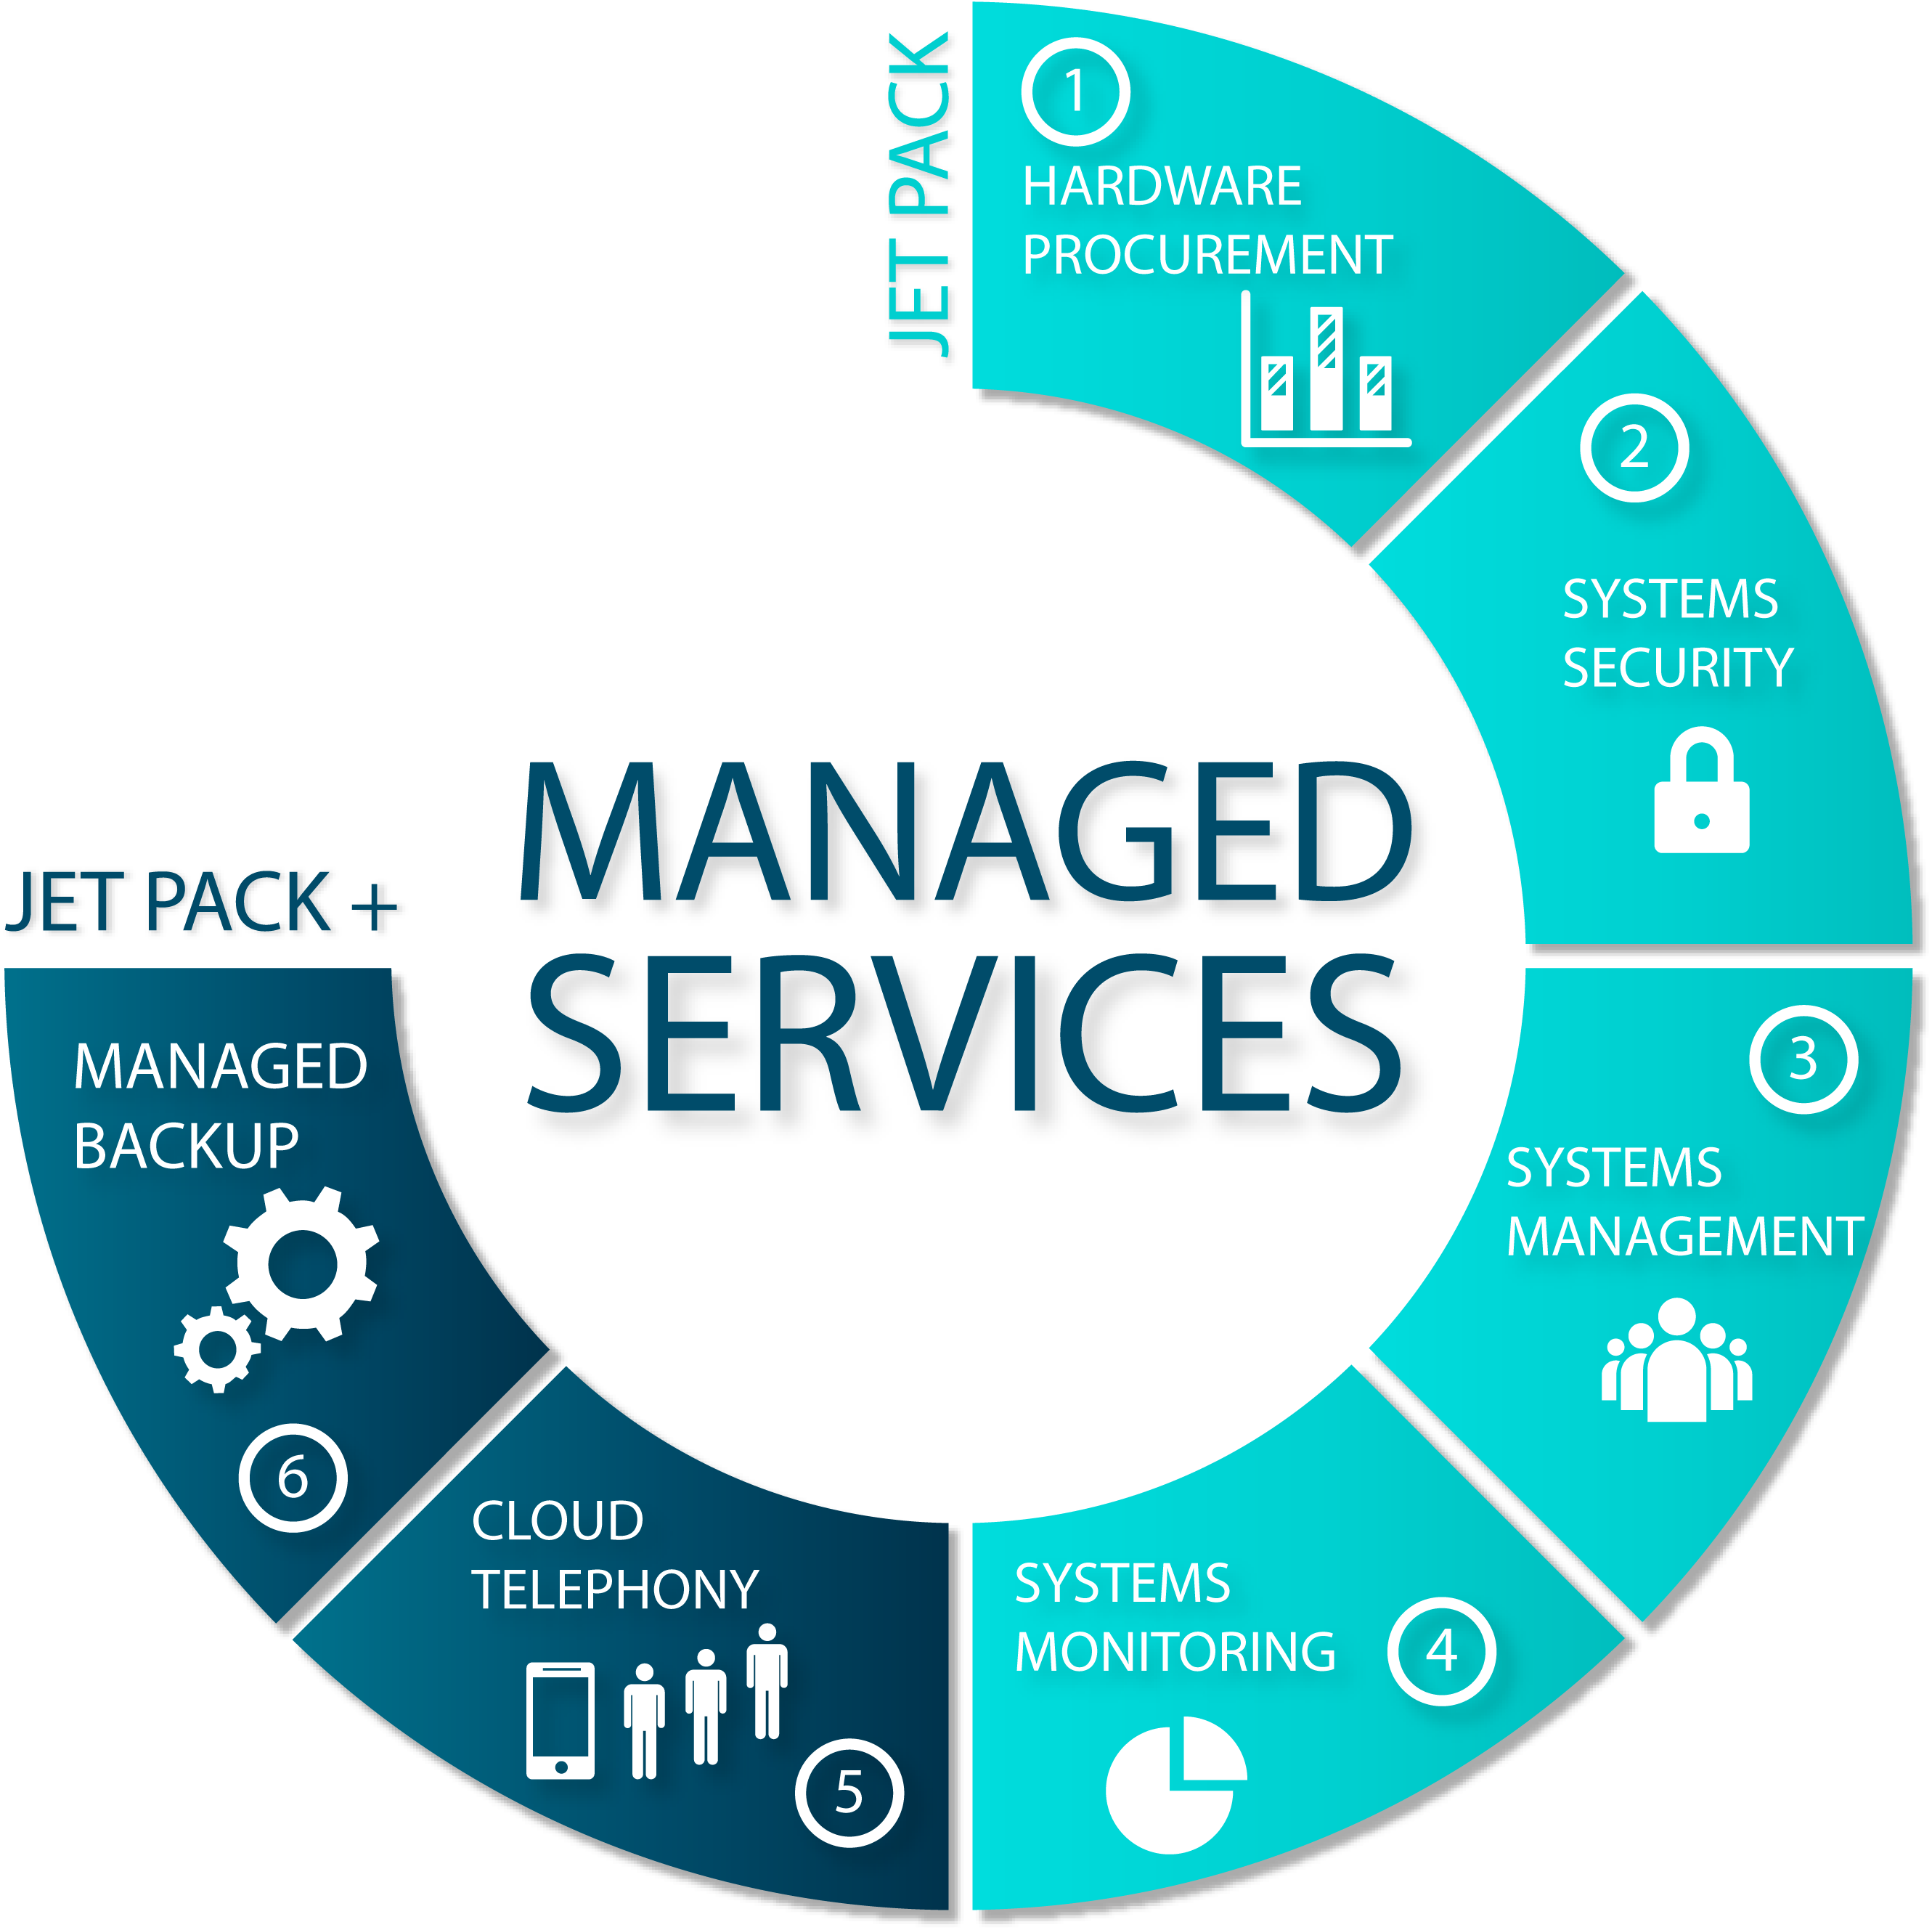 JET PACK
1
HARDWARE
PROCUREMENT
2
SYSTEMS
SECURITY
MANAGED
SERVICES
3
SYSTEMS
MANAGEMENT
SYSTEMS
MONITORING
4
CLOUD
TELEPHONY
5
JET PACK +
MANAGED
BACKUP
6